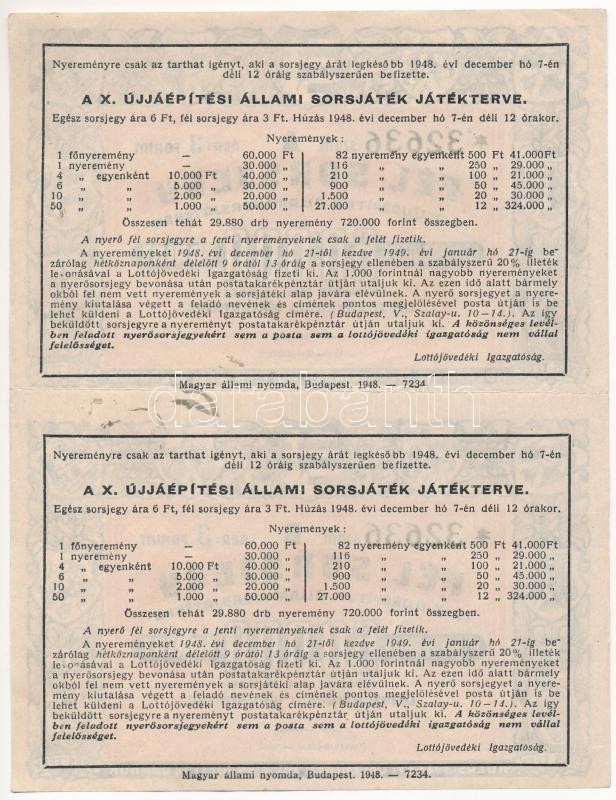 Nyereményre csak az tarthat igényt, aki a sorsjegy árát legkésőbb 1948. évi december hó 7-én
déli 12 óráig szabályszerűen befizette.
A X. ÚJJÁÉPÍTÉSI ÁLLAMI SORSJÁTÉK JÁTÉKTERVE.
Egész sorsjegy ára 6 Ft, fél sorsjegy ára 3 Ft. Húzás 1948. évi december hó 7-én déli 12 órakor.
Nyeremények :
1 főnyeremény — 60.000 Ft 82 nyeremény egyenként 500 Ft 41.000 Ft
1 nyeremény — 30.000 „ 116 „ „ 250 „ 29.000 „
4 „ egyenként 10.000 Ft 40.000 „ 210 „ „ 100 „ 21.000 „
6 „ „ 5.000 „ 30.000 „ 900 „ „ 50 „ 45.000 „
10 „ „ 2.000 „ 20.000 „ 1.500 „ „ 20 „ 30.000 „
50 „ „ 1.000 „ 50.000 „ 27.000 „ „ 12 „ 324.000 „
Összesen tehát 29.880 drb nyeremény 720.000 forint összegben.
A nyerő fél sorsjegyre a fenti nyereményeknek csak a felét fizetik.
A nyereményeket 1948. évi december hó 21-től kezdve 1949. évi január hó 21-ig be-
zárólag hétköznaponként délelőtt 9 órától 13 óráig a sorsjegy ellenében a szabályszerű 20% illeték
levonásával a Lottójövedéki Igazgatóság fizeti ki. Az 1.000 forintnál nagyobb nyereményeket
a nyerősorsjegy bevonása után postatakarékpénztár útján utaljuk ki. Az ezen idő alatt bármely
okból fel nem vett nyeremények a sorsjátéki alap javára elévülnek. A nyerő sorsjegyet a nyere-
mény kiutalása végett a feladó nevének és címének pontos megjelölésével posta útján is be
lehet küldeni a Lottójövedéki Igazgatóság címére. (Budapest, V., Szalay-u. 10–14.). Az így
beküldött sorsjegyre a nyereményt postatakarékpénztár útján utaljuk ki. A közönséges levél-
ben feladott nyerősorsjegyekért sem a posta sem a lottójövedéki igazgatóság nem vállal
felelősséget.
Lottójövedéki Igazgatóság.
Magyar állami nyomda, Budapest. 1948. — 7234.
darabanth
Nyereményre csak az tarthat igényt, aki a sorsjegy árát legkésőbb 1948. évi december hó 7-én
déli 12 óráig szabályszerűen befizette.
A X. ÚJJÁÉPÍTÉSI ÁLLAMI SORSJÁTÉK JÁTÉKTERVE.
Egész sorsjegy ára 6 Ft, fél sorsjegy ára 3 Ft. Húzás 1948. évi december hó 7-én déli 12 órakor.
Nyeremények :
1 főnyeremény — 60.000 Ft 82 nyeremény egyenként 500 Ft 41.000 Ft
1 nyeremény — 30.000 „ 116 „ „ 250 „ 29.000 „
4 „ egyenként 10.000 Ft 40.000 „ 210 „ „ 100 „ 21.000 „
6 „ „ 5.000 „ 30.000 „ 900 „ „ 50 „ 45.000 „
10 „ „ 2.000 „ 20.000 „ 1.500 „ „ 20 „ 30.000 „
50 „ „ 1.000 „ 50.000 „ 27.000 „ „ 12 „ 324.000 „
Összesen tehát 29.880 drb nyeremény 720.000 forint összegben.
A nyerő fél sorsjegyre a fenti nyereményeknek csak a felét fizetik.
A nyereményeket 1948. évi december hó 21-től kezdve 1949. évi január hó 21-ig be-
zárólag hétköznaponként délelőtt 9 órától 13 óráig a sorsjegy ellenében a szabályszerű 20% illeték
levonásával a Lottójövedéki Igazgatóság fizeti ki. Az 1.000 forintnál nagyobb nyereményeket
a nyerősorsjegy bevonása után postatakarékpénztár útján utaljuk ki. Az ezen idő alatt bármely
okból fel nem vett nyeremények a sorsjátéki alap javára elévülnek. A nyerő sorsjegyet a nyere-
mény kiutalása végett a feladó nevének és címének pontos megjelölésével posta útján is be
lehet küldeni a Lottójövedéki Igazgatóság címére. (Budapest, V., Szalay-u. 10–14.). Az így
beküldött sorsjegyre a nyereményt postatakarékpénztár útján utaljuk ki. A közönséges levél-
ben feladott nyerősorsjegyekért sem a posta sem a lottójövedéki igazgatóság nem vállal
felelősséget.
Lottójövedéki Igazgatóság.
Magyar állami nyomda, Budapest. 1948. — 7234.